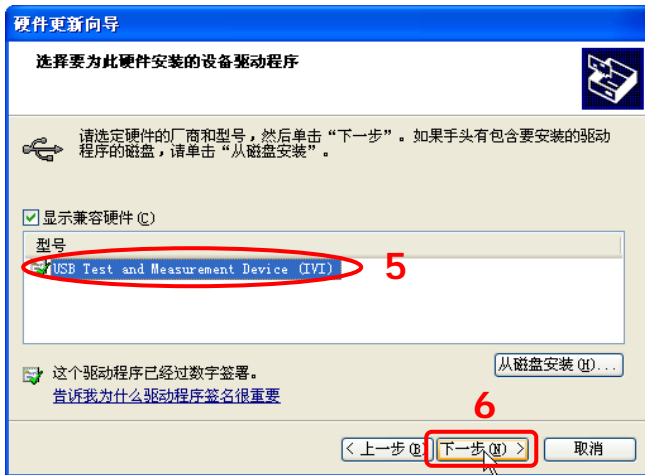 硬件更新向导
选择要为此硬件安装的设备驱动程序
请选定硬件的厂商和型号，然后单击“下一步”。如果手头有包含要安装的驱动
程序的磁盘，请单击“从磁盘安装”。
显示兼容硬件(C)
型号
USB Test and Measurement Device (IVI)
5
这个驱动程序已经过数字签署。
从磁盘安装(H)...
告诉我为什么驱动程序签名很重要
6
< 上一步(B) 下一步(N) > 取消